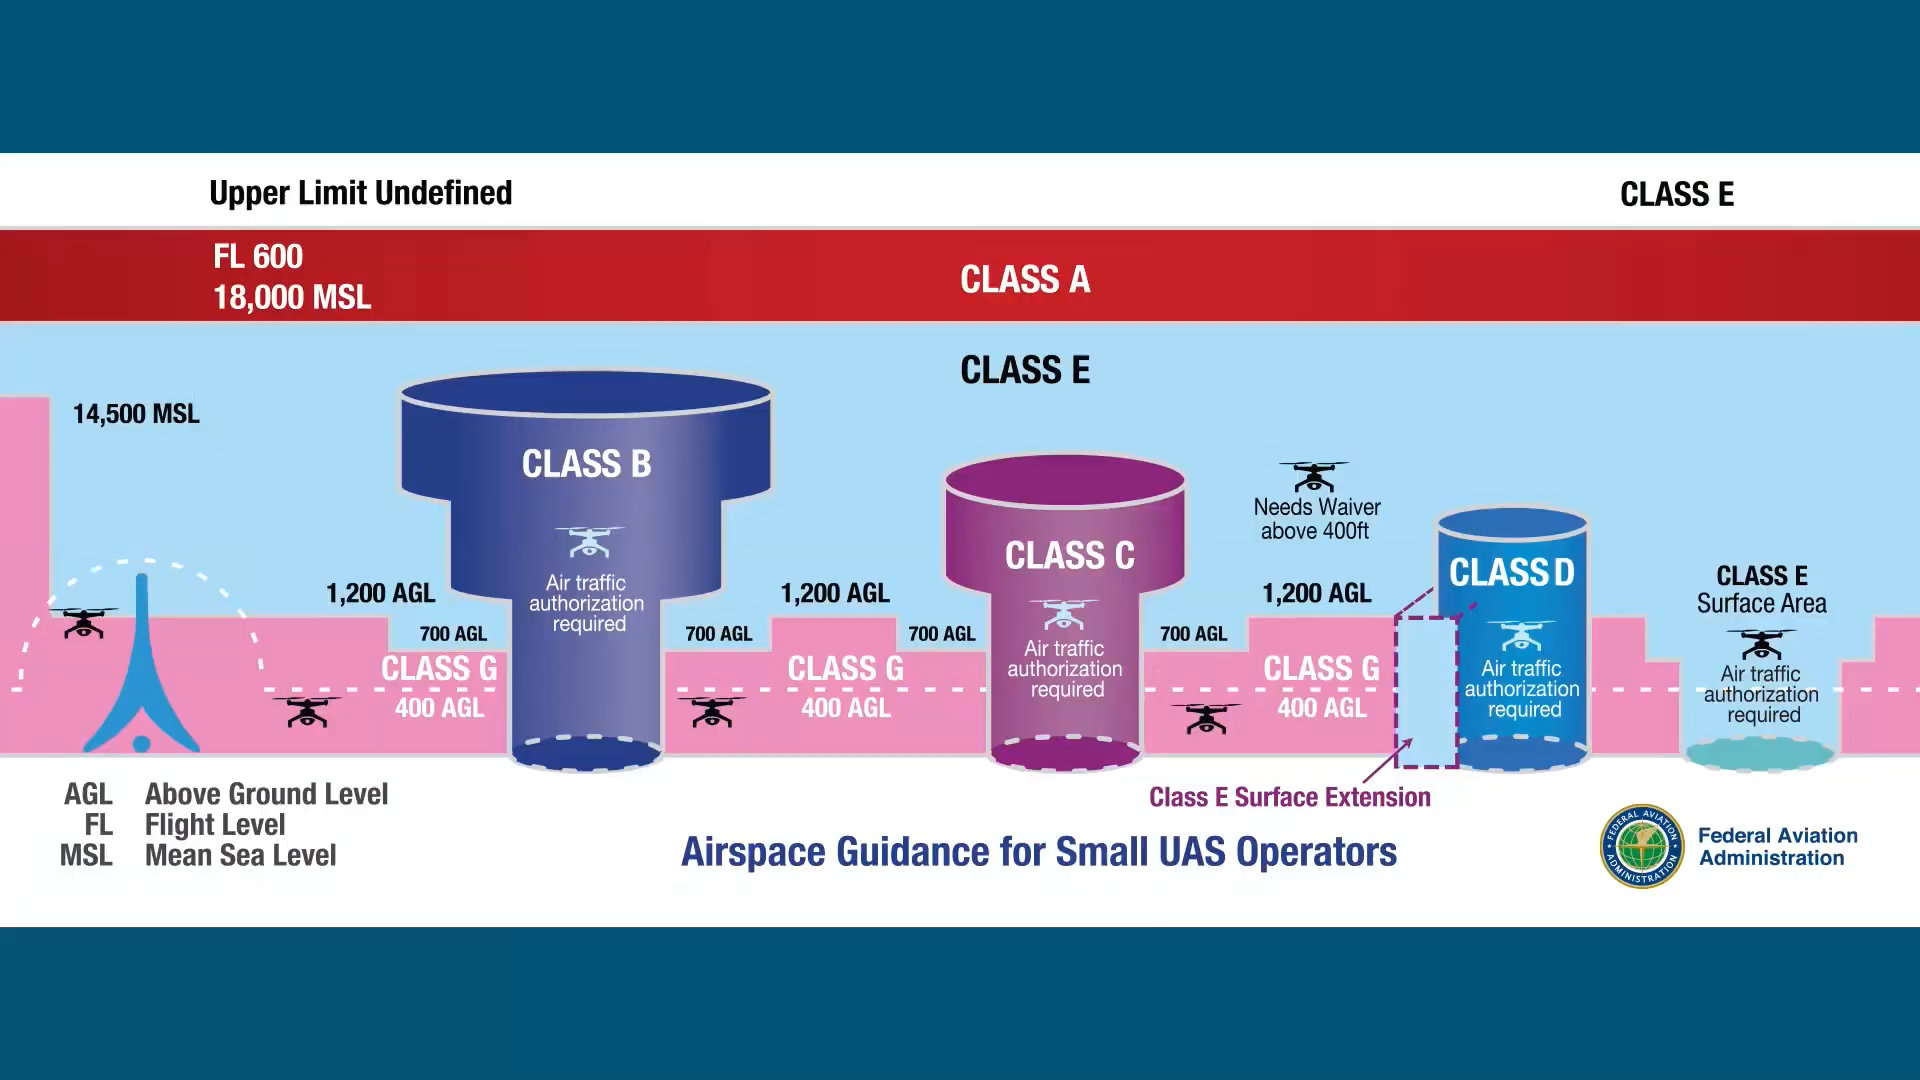 Upper Limit Undefined
CLASS E
FL 600
18,000 MSL
CLASS A
CLASS E
14,500 MSL
CLASS B
Air traffic
authorization
required
CLASS C
Air traffic
authorization
required
Needs Waiver
above 400ft
CLASS D
Air traffic
authorization
required
CLASS E
Surface Area
Air traffic
authorization
required
1,200 AGL
1,200 AGL
1,200 AGL
700 AGL
700 AGL
700 AGL
700 AGL
CLASS G
400 AGL
CLASS G
400 AGL
CLASS G
400 AGL
Class E Surface Extension
AGL Above Ground Level
FL Flight Level
MSL Mean Sea Level
Airspace Guidance for Small UAS Operators
FEDERAL AVIATION
ADMINISTRATION
Federal Aviation
Administration